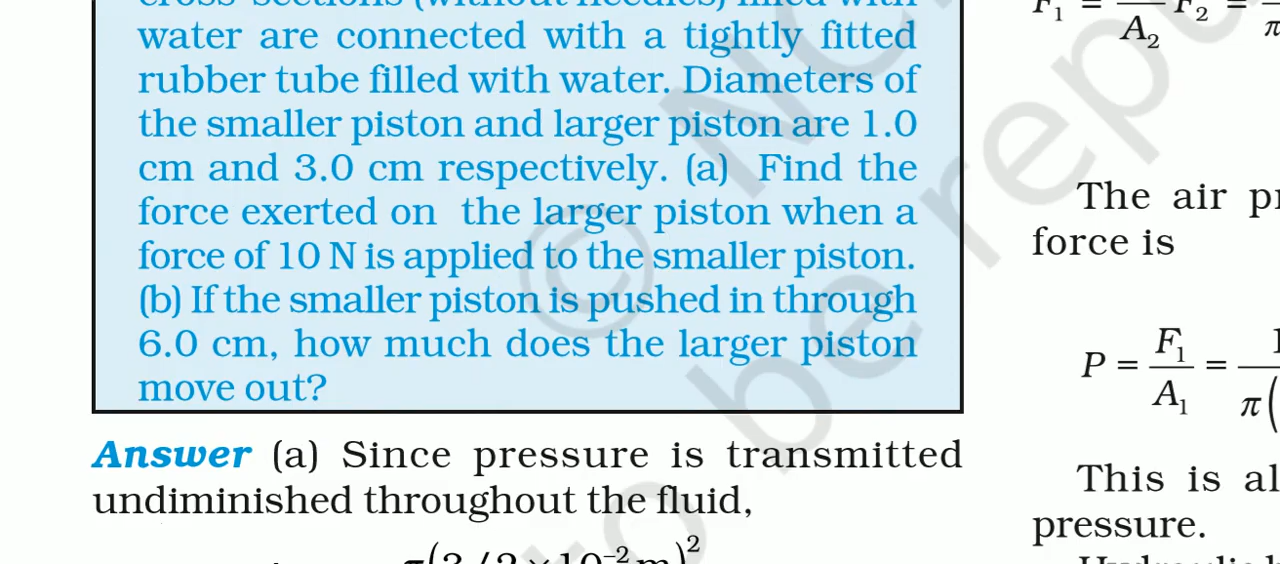 water are connected with a tightly fitted
rubber tube filled with water. Diameters of
the smaller piston and larger piston are 1.0
cm and 3.0 cm respectively. (a) Find the
force exerted on the larger piston when a
force of 10 N is applied to the smaller piston.
(b) If the smaller piston is pushed in through
6.0 cm, how much does the larger piston
move out?
Answer (a) Since pressure is transmitted
undiminished throughout the fluid,
The air
force is
P = F₁/A₁ =
This is
pressure.